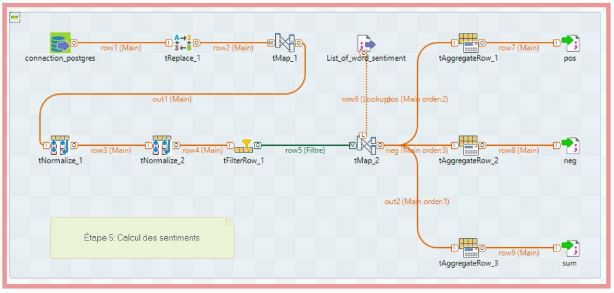 row1 (Main)
row2 (Main)
row7 (Main)
connection_postgres
tReplace_1
tMap_1
List_of_word_sentiment
tAggregateRow_1
pos
out1 (Main)
row6 (Lookup)
pos (Main order:2)
row3 (Main)
row4 (Main)
row5 (Filtre)
neg (Main order:3)
row8 (Main)
tNormalize_1
tNormalize_2
tFilterRow_1
tMap_2
tAggregateRow_2
neg
out2 (Main order:1)
Étape 5: Calcul des sentiments
row9 (Main)
tAggregateRow_3
sum